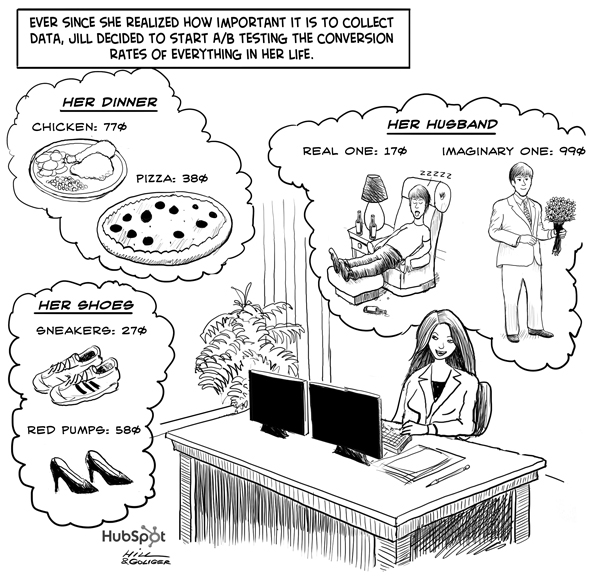 EVER SINCE SHE REALIZED HOW IMPORTANT IT IS TO COLLECT
DATA, JILL DECIDED TO START A/B TESTING THE CONVERSION
RATES OF EVERYTHING IN HER LIFE.
HER DINNER
CHICKEN: 77%
PIZZA: 38%
HER HUSBAND
REAL ONE: 17%
IMAGINARY ONE: 99%
ZZZZZ
HER SHOES
SNEAKERS: 27%
RED PUMPS: 58%
HubSpot
HILL
& GOLIGER